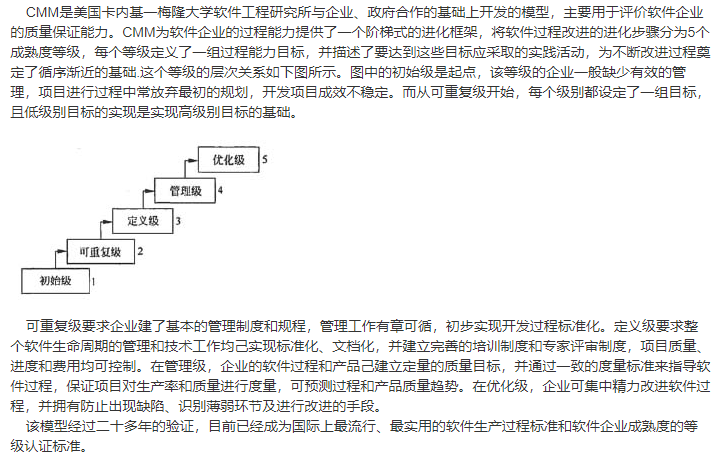 CMM是美国卡内基—梅隆大学软件工程研究所与企业、政府合作的基础上开发的模型，主要用于评价软件企业
的质量保证能力。CMM为软件企业的过程能力提供了一个阶梯式的进化框架，将软件过程改进的进化步骤分为5个
成熟度等级，每个等级定义了一组过程能力目标，并描述了要达到这些目标应采取的实践活动，为不断改进过程奠
定了循序渐近的基础.这个等级的层次关系如下图所示。图中的初始级是起点，该等级的企业一般缺少有效的管
理，项目进行过程中常放弃最初的规划，开发项目成效不稳定。而从可重复级开始，每个级别都设定了一组目标，
且低级别目标的实现是实现高级别目标的基础。
优化级 5
管理级 4
定义级 3
可重复级 2
初始级 1
可重复级要求企业建了基本的管理制度和规程，管理工作有章可循，初步实现开发过程标准化。定义级要求整
个软件生命周期的管理和技术工作均己实现标准化、文档化，并建立完善的培训制度和专家评审制度，项目质量、
进度和费用均可控制。在管理级，企业的软件过程和产品己建立定量的质量目标，并通过一致的度量标准来指导软
件过程，保证项目对生产率和质量进行度量，可预测过程和产品质量趋势。在优化级，企业可集中精力改进软件过
程，并拥有防止出现缺陷、识别薄弱环节及进行改进的手段。
该模型经过二十多年的验证，目前已经成为国际上最流行、最实用的软件生产过程标准和软件企业成熟度的等
级认证标准。